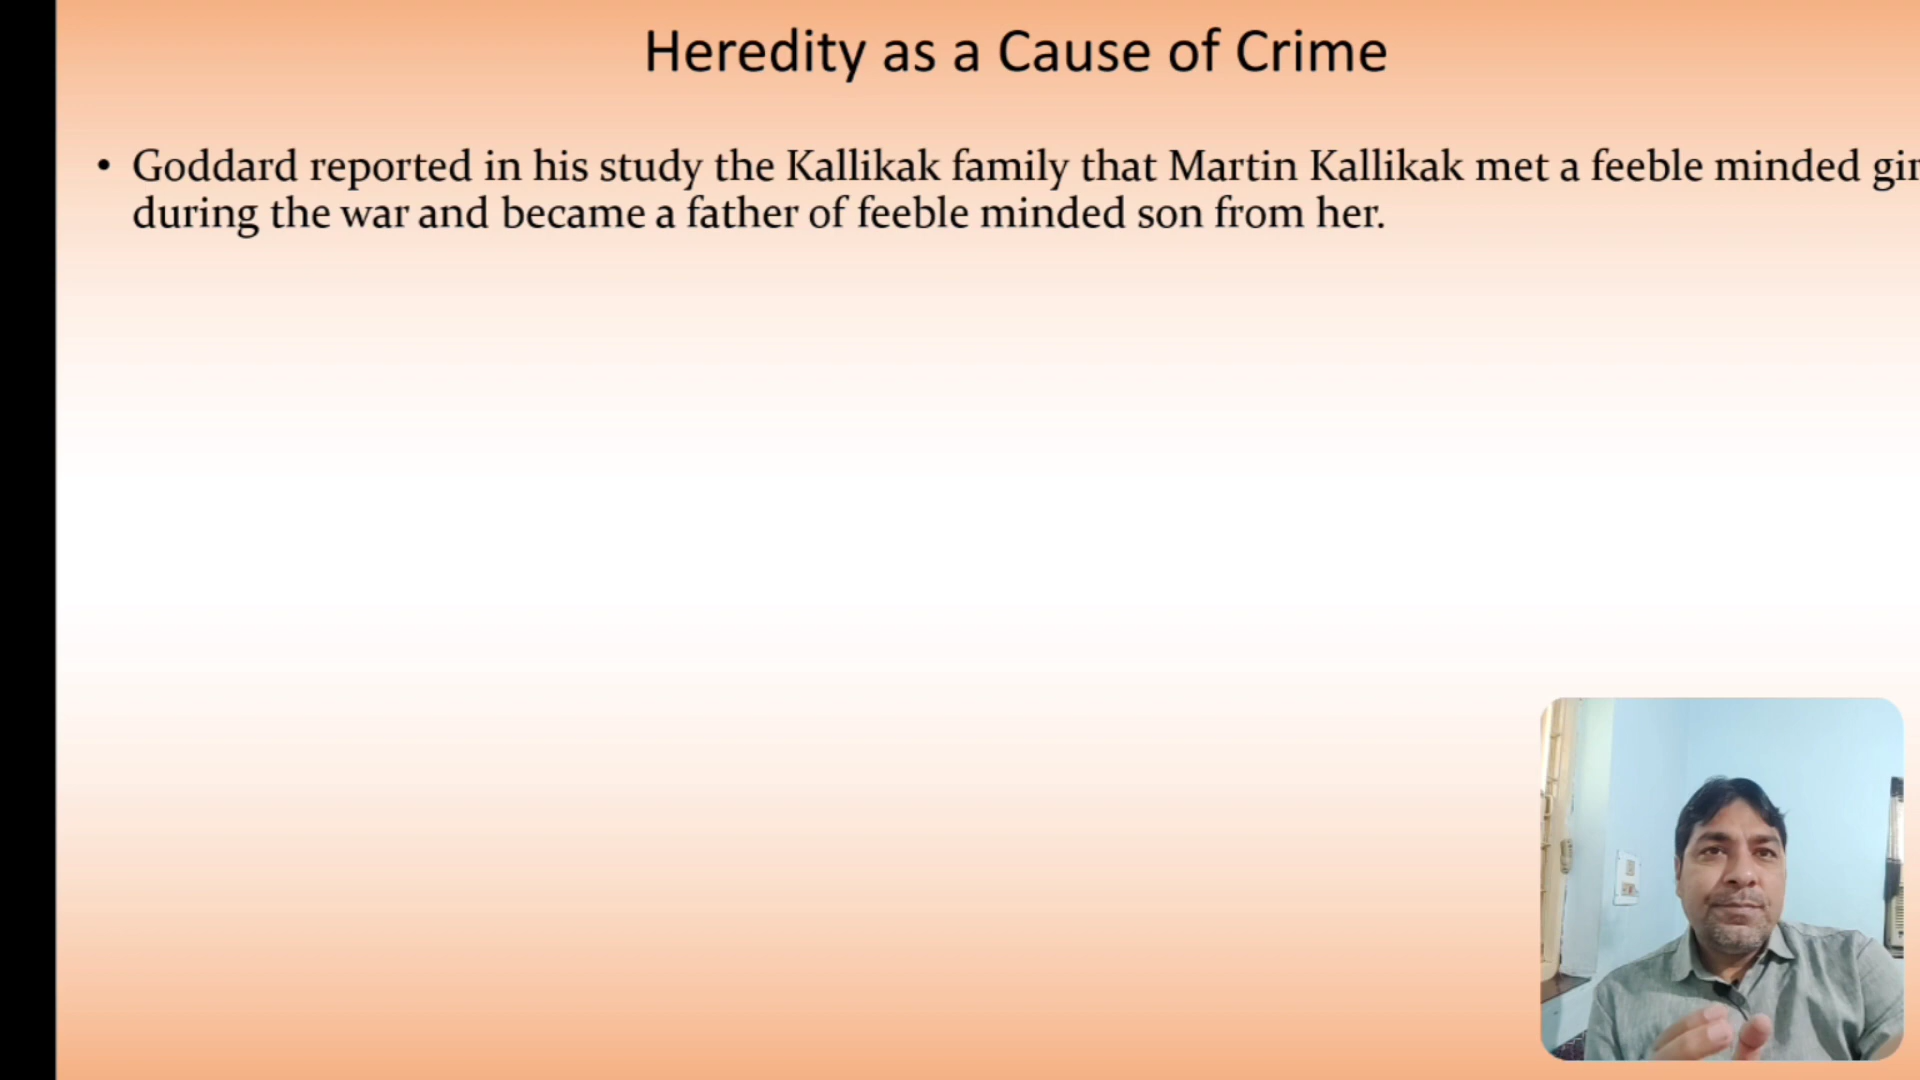 Heredity as a Cause of Crime
• Goddard reported in his study the Kallikak family that Martin Kallikak met a feeble minded
during the war and became a father of feeble minded son from her.